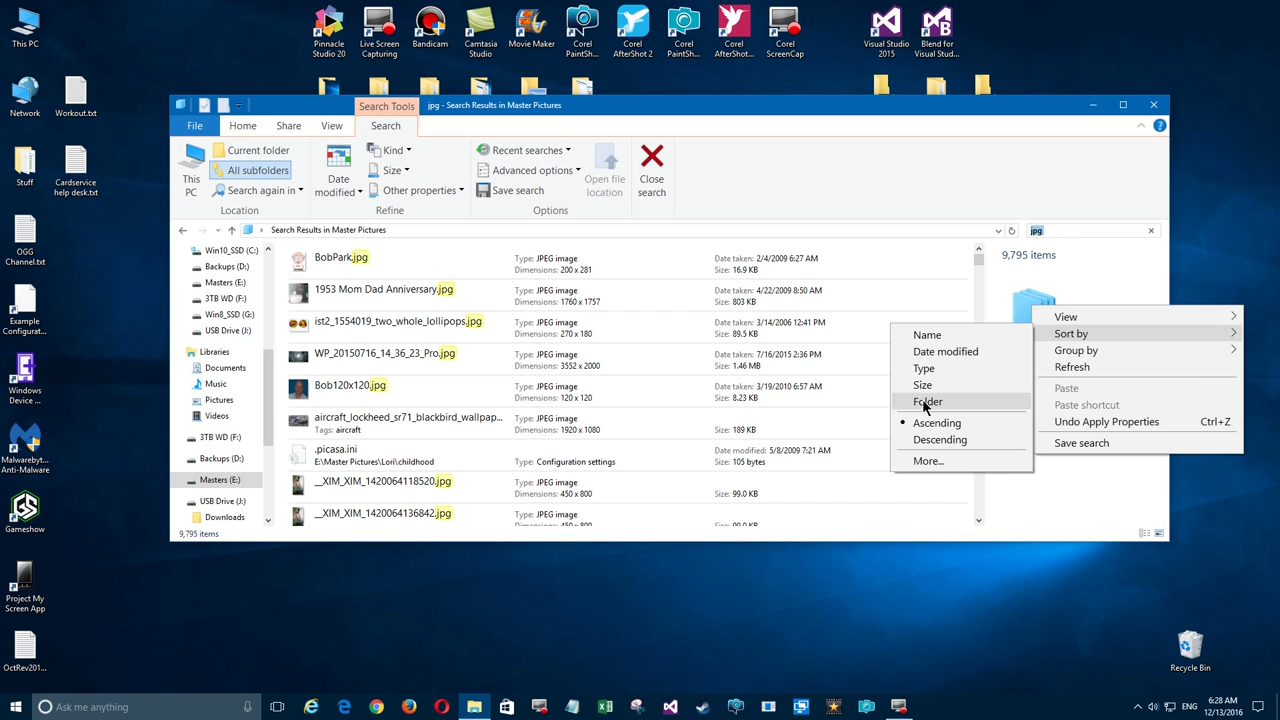 This PC
Pinnacle
Studio 20
Live Screen
Capturing
Bandicam
Camtasia
Studio
Movie Maker
Corel
PaintSh...
Corel
AfterShot 2
Corel
PaintSh...
Corel
AfterShot...
Corel
ScreenCap
Visual Studio
2015
Blend for
Visual Stud...
Network
Workout.txt
Stuff
Cardservice
help desk.txt
OGG
Channel.txt
Example
Configurat...
Windows
Device ...
Malwarebyt...
Anti-Malware
Gameshow
Project My
Screen App
OctRev201...
Recycle Bin
Search Tools
jpg - Search Results in Master Pictures
File
Home
Share
View
Search
This
PC
Current folder
All subfolders
Search again in
Location
Date
modified
Kind
Size
Other properties
Refine
Recent searches
Advanced options
Save search
Open file
location
Options
Close
search
Search Results in Master Pictures
jpg
Win10_SSD (C:)
Backups (D:)
Masters (E:)
3TB WD (F:)
Win8_SSD (G:)
USB Drive (J:)
Libraries
Documents
Music
Pictures
Videos
3TB WD (F:)
Backups (D:)
Masters (E:)
USB Drive (J:)
Downloads
BobPark.jpg
Type: JPEG image
Dimensions: 200 x 281
Date taken: 2/4/2009 6:27 AM
Size: 16.9 KB
1953 Mom Dad Anniversary.jpg
Type: JPEG image
Dimensions: 1760 x 1757
Date taken: 4/22/2009 8:50 AM
Size: 803 KB
ist2_1554019_two_whole_lollipops.jpg
Type: JPEG image
Dimensions: 270 x 180
Date taken: 3/14/2006 12:41 PM
Size: 89.5 KB
WP_20150716_14_36_23_Pro.jpg
Type: JPEG image
Dimensions: 3552 x 2000
Date taken: 7/16/2015 2:36 PM
Size: 1.46 MB
Bob120x120.jpg
Type: JPEG image
Dimensions: 120 x 120
Date taken: 3/19/2010 6:57 AM
Size: 8.23 KB
aircraft_lockheed_sr71_blackbird_wallpap...
Tags: aircraft
Type: JPEG image
Dimensions: 1920 x 1080
Size: 189 KB
.picasa.ini
E:\Master Pictures\Lori\childhood
Type: Configuration settings
Date modified: 5/8/2009 7:21 AM
Size: 105 bytes
__XIM_XIM_1420064118520.jpg
Type: JPEG image
Dimensions: 450 x 800
Size: 99.0 KB
__XIM_XIM_1420064136842.jpg
Type: JPEG image
Dimensions: 450 x 800
Size: 99.0 KB
9,795 items
Name
Date modified
Type
Size
Folder
Ascending
Descending
More...
View
Sort by
Group by
Refresh
Paste
Paste shortcut
Undo Apply Properties Ctrl+Z
Save search
9,795 items
Ask me anything
ENG
6:28 AM
12/13/2016